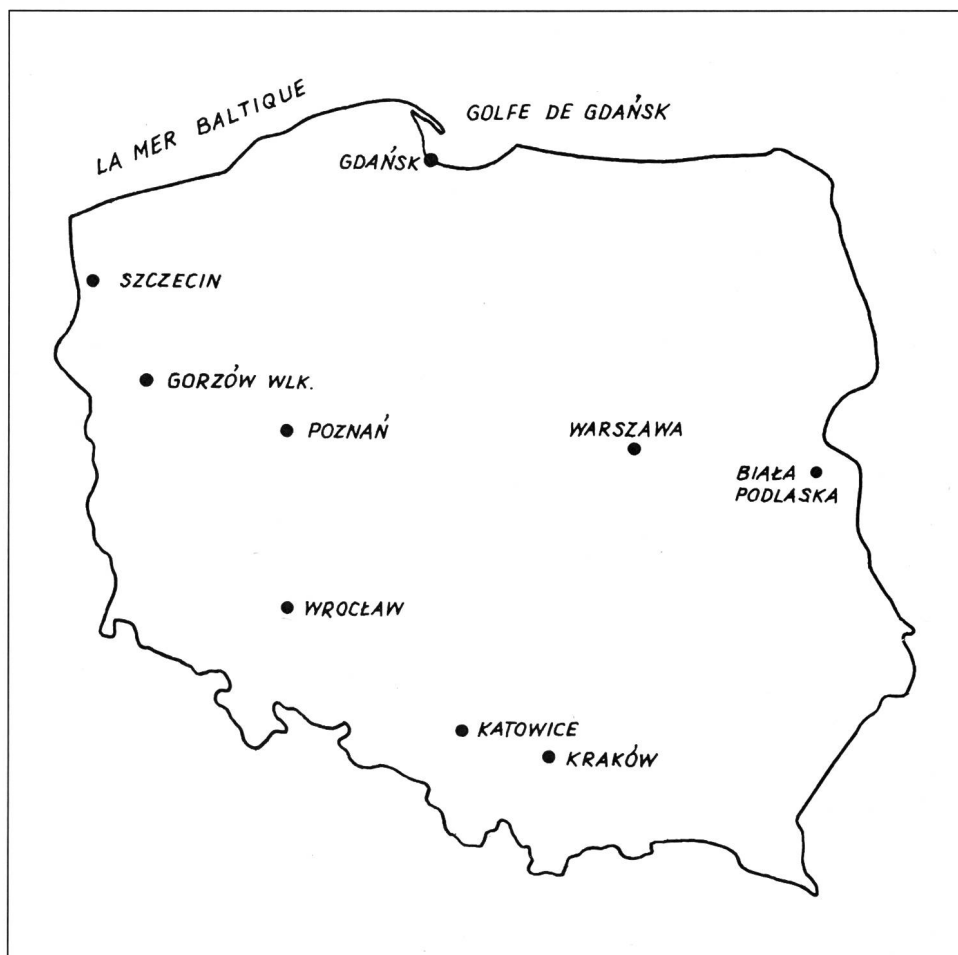 LA MER BALTIQUE
GOLFE DE GDAŃSK
GDAŃSK
SZCZECIN
GORZÓW WLK.
POZNAŃ
WARSZAWA
BIAŁA
PODLASKA
WROCŁAW
KATOWICE
KRAKÓW